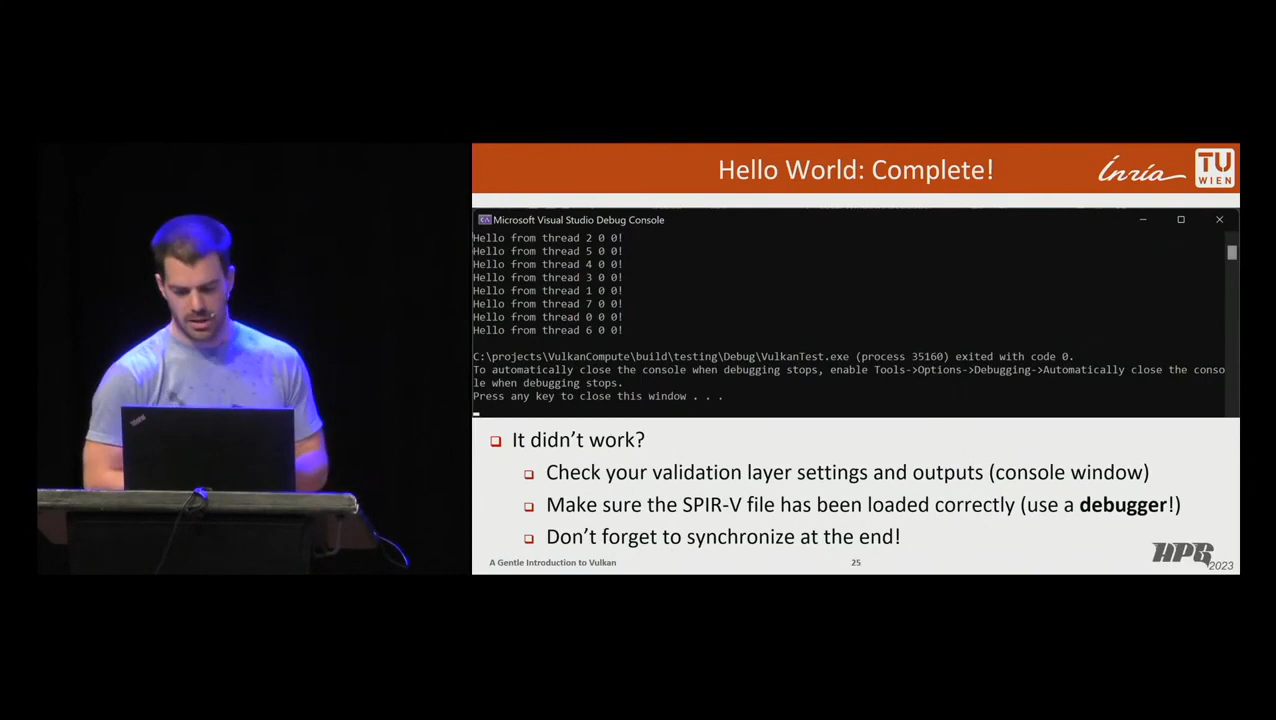 Hello World: Complete!
Inria
TU
WIEN
Microsoft Visual Studio Debug Console
Hello from thread 2 0 0!
Hello from thread 5 0 0!
Hello from thread 4 0 0!
Hello from thread 3 0 0!
Hello from thread 1 0 0!
Hello from thread 7 0 0!
Hello from thread 0 0 0!
Hello from thread 6 0 0!
C:\projects\VulkanCompute\build\testing\Debug\VulkanTest.exe (process 35160) exited with code 0.
To automatically close the console when debugging stops, enable Tools->Options->Debugging->Automatically close the conso
le when debugging stops.
Press any key to close this window . . .
It didn’t work?
Check your validation layer settings and outputs (console window)
Make sure the SPIR-V file has been loaded correctly (use a debugger!)
Don’t forget to synchronize at the end!
A Gentle Introduction to Vulkan
25
HPG
2023